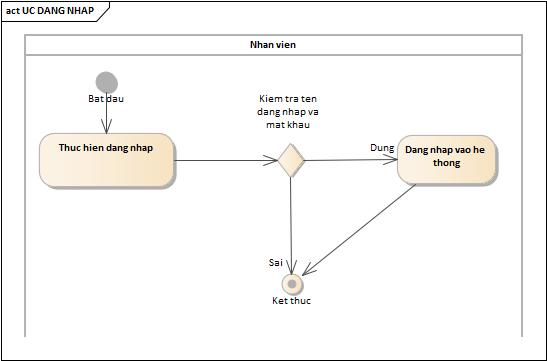 act UC DANG NHAP
Nhan vien
Bat dau
Kiem tra ten
dang nhap va
mat khau
Thuc hien dang nhap
Dung
Dang nhap vao he
thong
Sai
Ket thuc